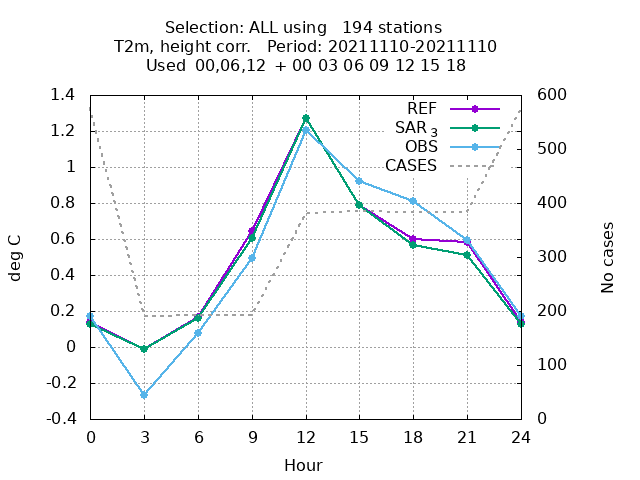 Selection: ALL using   194 stations
T2m, height corr.   Period: 20211110-20211110
Used 00,06,12 + 00 03 06 09 12 15 18
1.4
1.2
1
0.8
0.6
0.4
0.2
0
-0.2
-0.4
600
500
400
300
200
100
0
REF
SAR 3
OBS
CASES
deg C
No cases
0 3 6 9 12 15 18 21 24
Hour